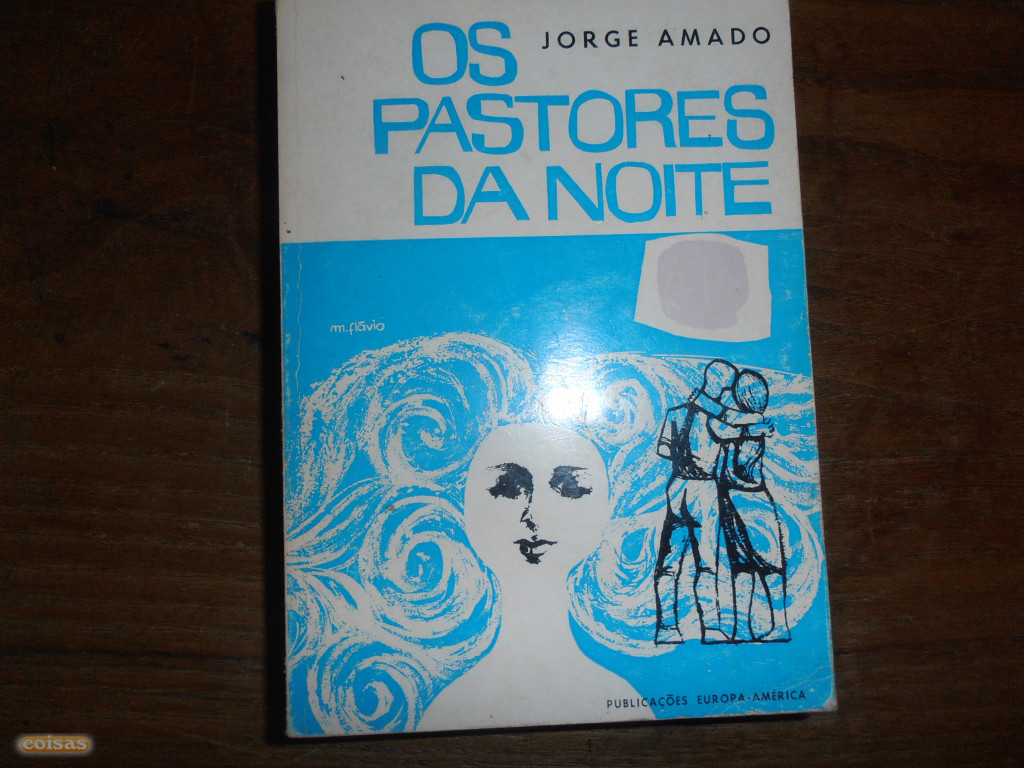 OS
JORGE AMADO
PASTORES
DA NOITE
m.flávio
PUBLICAÇÕES EUROPA-AMÉRICA
coisas